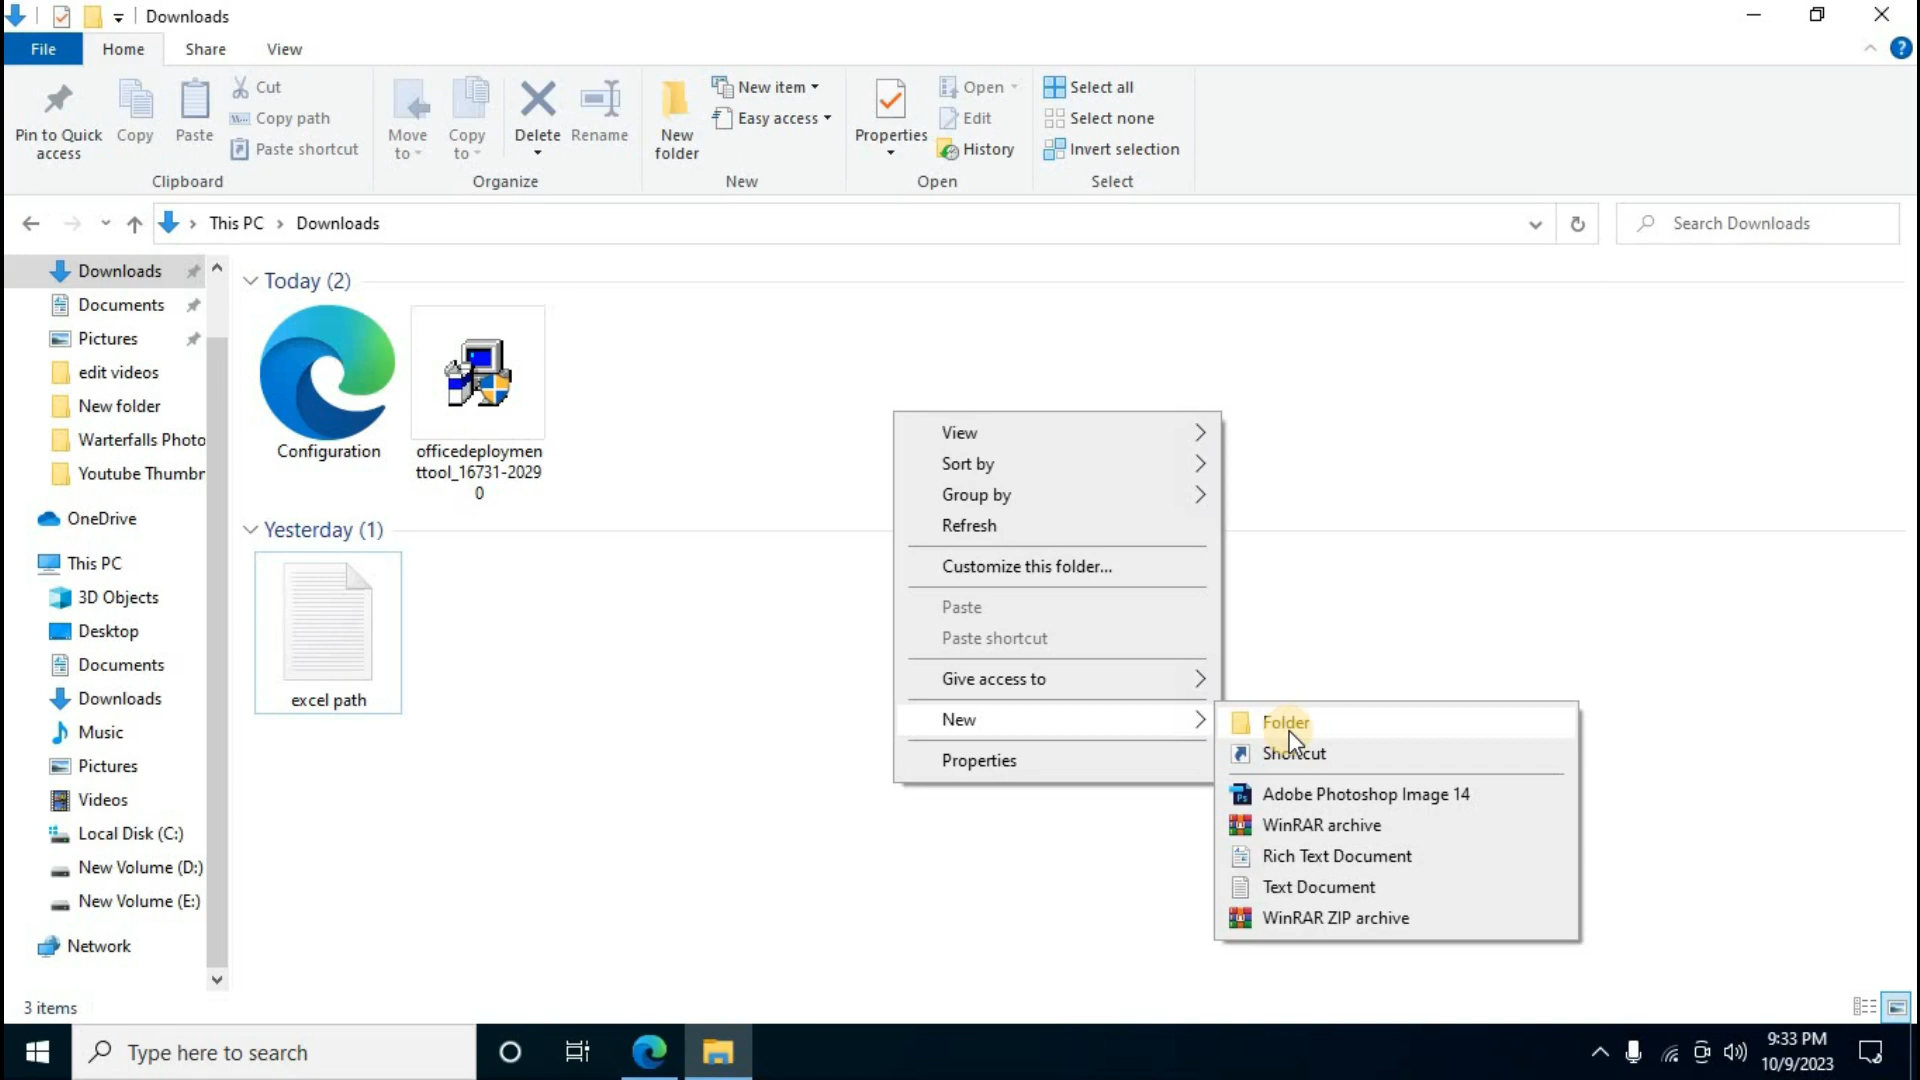 Downloads
File Home Share View
Pin to Quick access
Copy
Paste
Cut
Copy path
Paste shortcut
Clipboard
Move to
Copy to
Delete
Rename
Organize
New folder
New item
Easy access
New
Properties
Open
Edit
History
Open
Select all
Select none
Invert selection
Select
This PC > Downloads
Search Downloads
Downloads
Documents
Pictures
edit videos
New folder
Warterfalls Photo
Youtube Thumbr
OneDrive
This PC
3D Objects
Desktop
Documents
Downloads
Music
Pictures
Videos
Local Disk (C:)
New Volume (D:)
New Volume (E:)
Network
Today (2)
Configuration
officedeploymen
ttool_16731-2029
0
Yesterday (1)
excel path
View
Sort by
Group by
Refresh
Customize this folder...
Paste
Paste shortcut
Give access to
New
Properties
Folder
Shortcut
Adobe Photoshop Image 14
WinRAR archive
Rich Text Document
Text Document
WinRAR ZIP archive
3 items
Type here to search
9:33 PM
10/9/2023